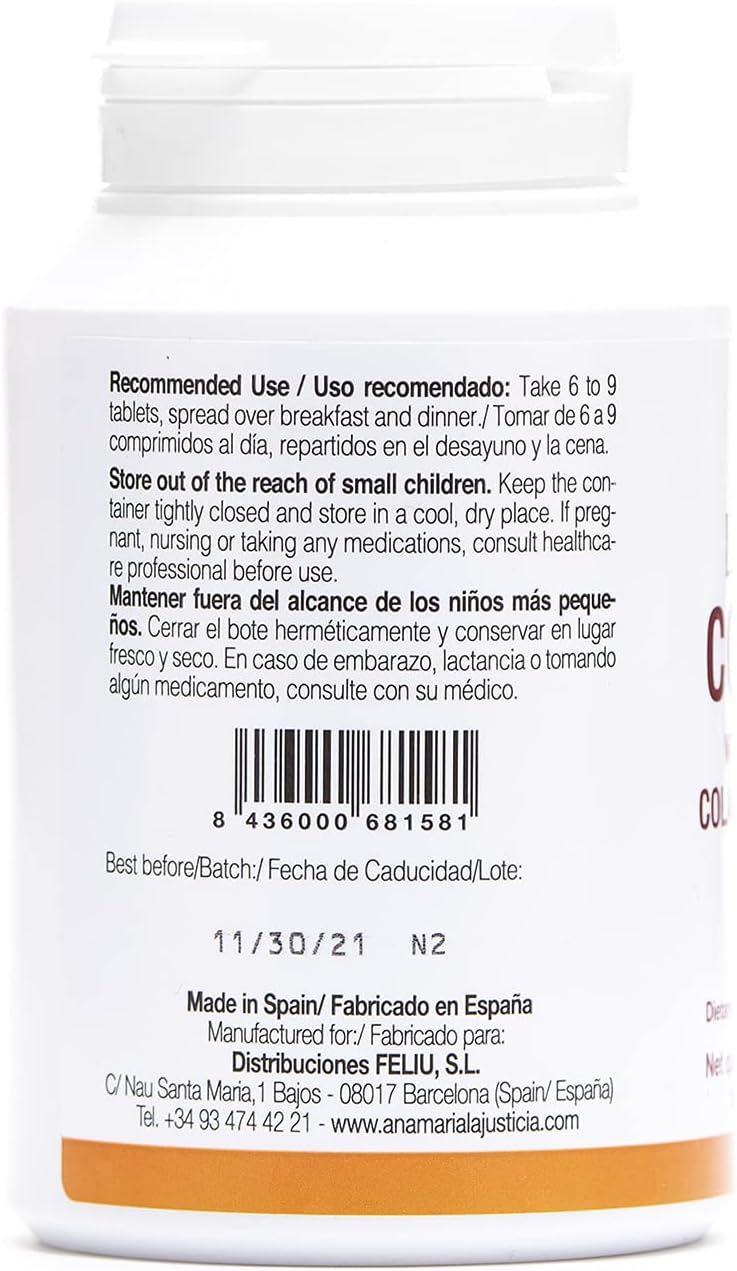 Recommended Use / Uso recomendado: Take 6 to 9
tablets, spread over breakfast and dinner./ Tomar de 6 a 9
comprimidos al día, repartidos en el desayuno y la cena.
Store out of the reach of small children. Keep the con-
tainer tightly closed and store in a cool, dry place. If preg-
nant, nursing or taking any medications, consult healthca-
re professional before use.
Mantener fuera del alcance de los niños más peque-
ños. Cerrar el bote herméticamente y conservar en lugar
fresco y seco. En caso de embarazo, lactancia o tomando
algún medicamento, consulte con su médico.
8 436000 681581
Best before/Batch:/ Fecha de Caducidad/Lote:
11/30/21 N2
Made in Spain/ Fabricado en España
Manufactured for:/ Fabricado para:
Distribuciones FELIU, S.L.
C/ Nau Santa Maria,1 Bajos - 08017 Barcelona (Spain/ España)
Tel. +34 93 474 42 21 - www.anamarialajusticia.com
Net